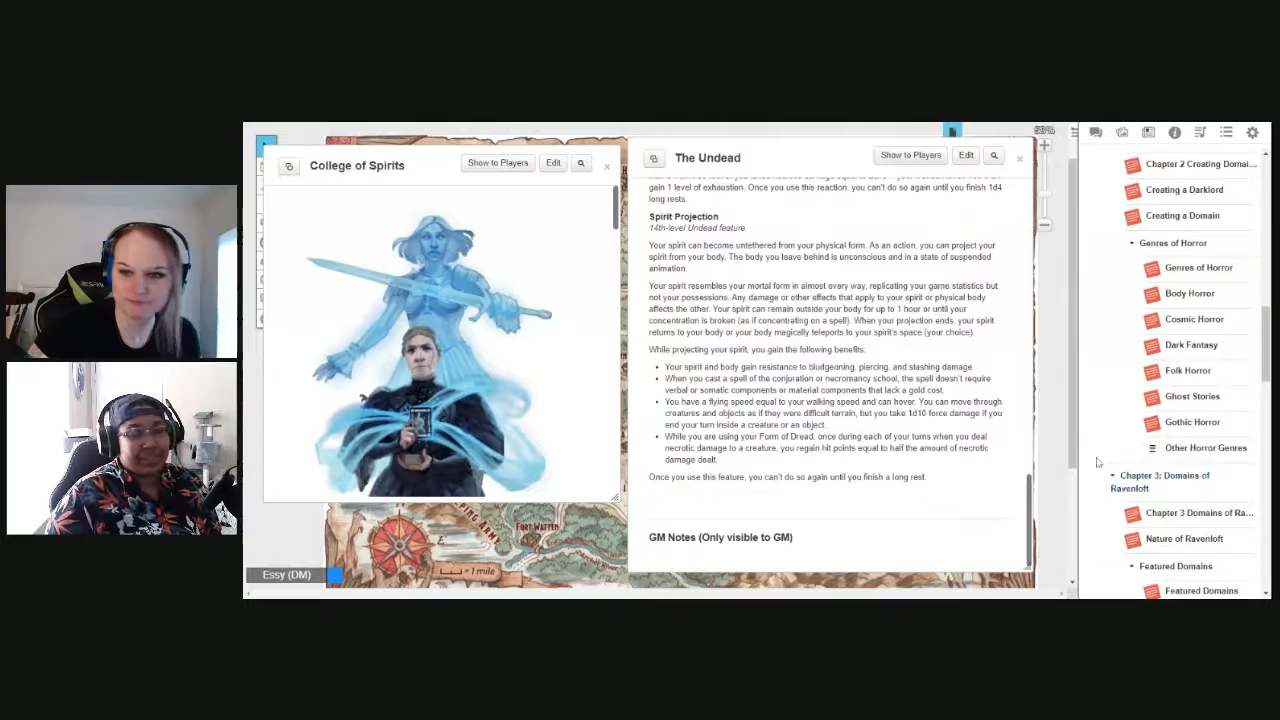 College of Spirits
Show to Players
Edit
The Undead
Show to Players
Edit
gain 1 level of exhaustion. Once you use this reaction, you can't do so again until you finish 1d4
long rests.
Spirit Projection
14th-level Undead feature
Your spirit can become untethered from your physical form. As an action, you can project your
spirit from your body. The body you leave behind is unconscious and in a state of suspended
animation.
Your spirit resembles your mortal form in almost every way, replicating your game statistics but
not your possessions. Any damage or other effects that apply to your spirit or physical body
affects the other. Your spirit can remain outside your body for up to 1 hour or until your
concentration is broken (as if concentrating on a spell). When your projection ends, your spirit
returns to your body or your body magically teleports to your spirit's space (your choice).
While projecting your spirit, you gain the following benefits:
• Your spirit and body gain resistance to bludgeoning, piercing, and slashing damage
• When you cast a spell of the conjuration or necromancy school, the spell doesn't require
verbal or somatic components or material components that lack a gold cost.
• You have a flying speed equal to your walking speed and can hover. You can move through
creatures and objects as if they were difficult terrain, but you take 1d10 force damage if you
end your turn inside a creature or an object.
• While you are using your Form of Dread, once during each of your turns when you deal
necrotic damage to a creature, you regain hit points equal to half the amount of necrotic
damage dealt.
Once you use this feature, you can't do so again until you finish a long rest.
GM Notes (Only visible to GM)
Chapter 2 Creating Domai...
Creating a Darklord
Creating a Domain
Genres of Horror
Genres of Horror
Body Horror
Cosmic Horror
Dark Fantasy
Folk Horror
Ghost Stories
Gothic Horror
Other Horror Genres
Chapter 3: Domains of
Ravenloft
Chapter 3 Domains of Ra...
Nature of Ravenloft
Featured Domains
Featured Domains
Army
Fort Watten
= 1 mile
Essy (DM)